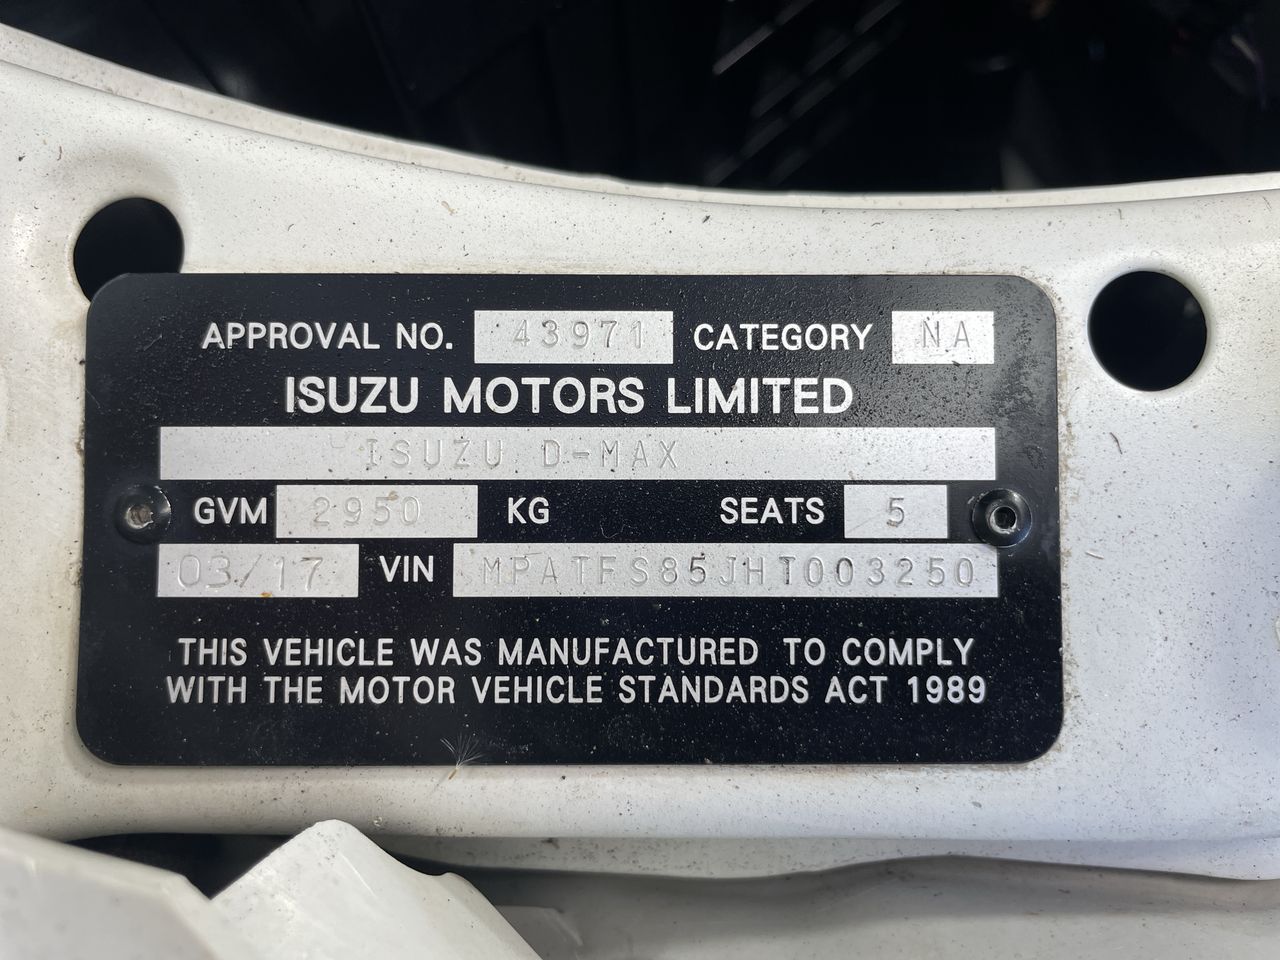 APPROVAL NO. 43971 CATEGORY NA
ISUZU MOTORS LIMITED
ISUZU D-MAX
GVM 2950 KG SEATS 5
03/17 VIN MPATFS85JHT003250
THIS VEHICLE WAS MANUFACTURED TO COMPLY
WITH THE MOTOR VEHICLE STANDARDS ACT 1989